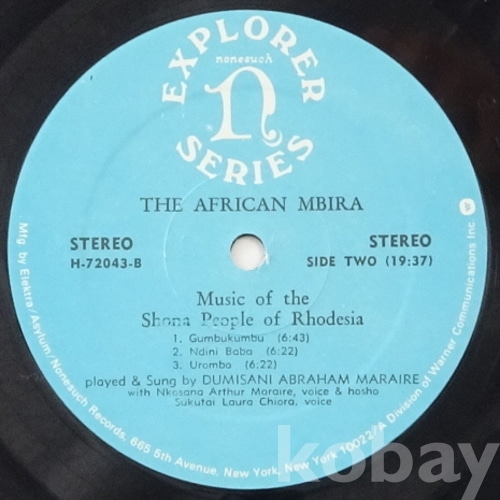 EXPLORER
nonesuch
n
SERIES
THE AFRICAN MBIRA
STEREO
H-72043-B
STEREO
SIDE TWO (19:37)
Music of the
Shona People of Rhodesia
1. Gumbukumbu (6:43)
2. Ndini Baba (6:22)
3. Urombo (6:22)
played & Sung by DUMISANI ABRAHAM MARAIRE
with Nkosana Arthur Maraire, voice & hosho
Sukutai Laura Chiora, voice
Mfg by Elektra/Asylum/Nonesuch Records, 665 5th Avenue, New York, New York 10022/A Division of Warner Communications Inc.
kobay